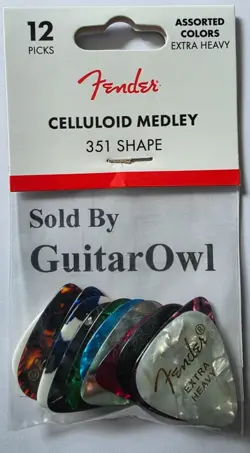 12
PICKS
ASSORTED
COLORS
EXTRA HEAVY
Fender
CELLULOID MEDLEY
351 SHAPE
Sold By
GuitarOwl
Fender®
EXTRA
HEAVY